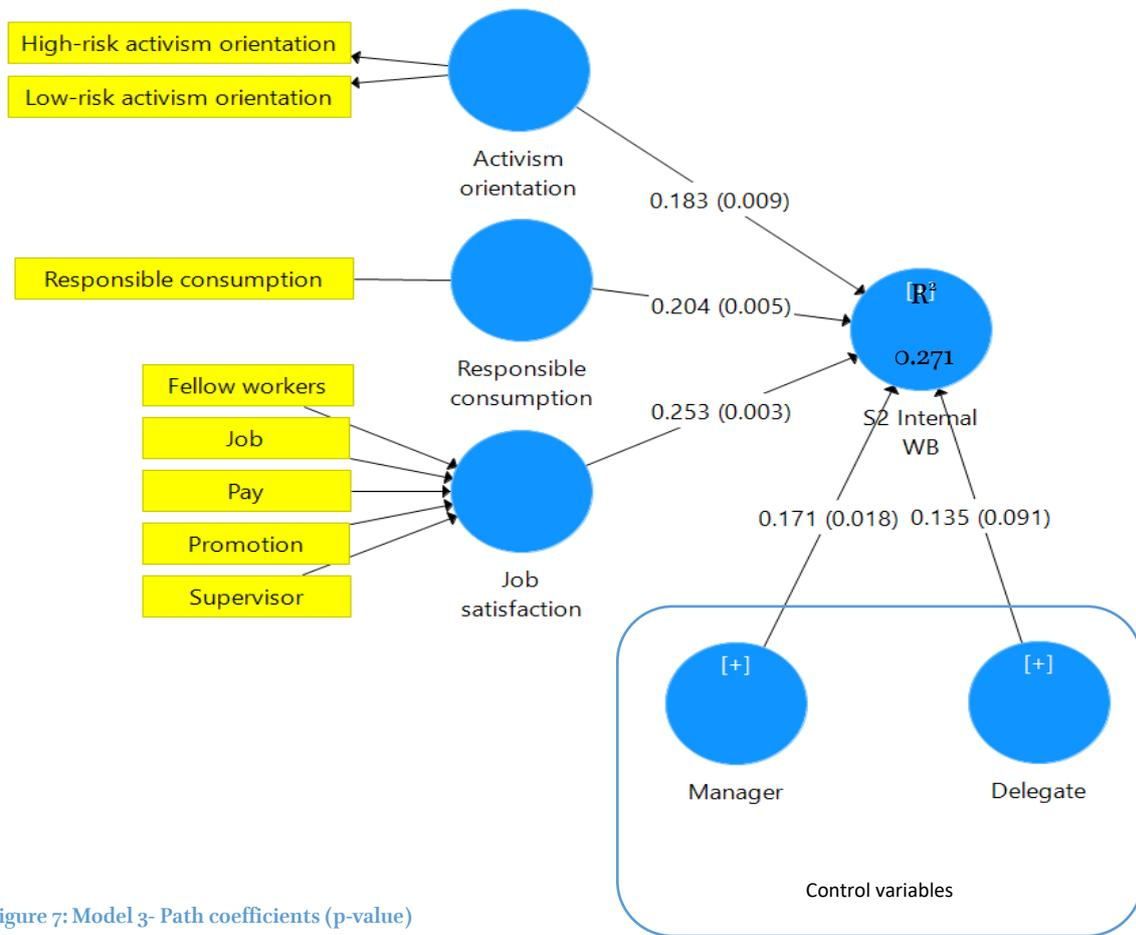 High-risk activism orientation
Low-risk activism orientation
Activism
orientation
0.183 (0.009)
Responsible consumption
Responsible
consumption
0.204 (0.005)
R²
0.271
S2 Internal
WB
Fellow workers
Job
Pay
Promotion
Supervisor
Job
satisfaction
0.253 (0.003)
0.171 (0.018)
0.135 (0.091)
[+]
Manager
[+]
Delegate
Control variables
igure 7: Model 3- Path coefficients (p-value)